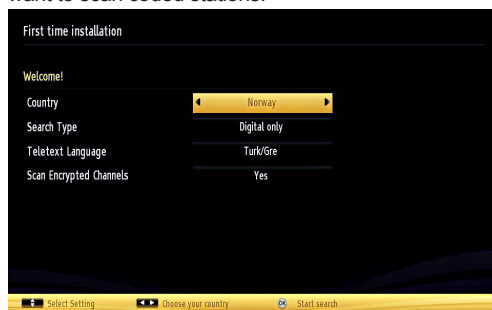 want to scan coded stations.
First time installation
Welcome!
Country Norway
Search Type Digital only
Teletext Language Turk/Gre
Scan Encrypted Channels Yes
Select Setting Choose your country OK Start search